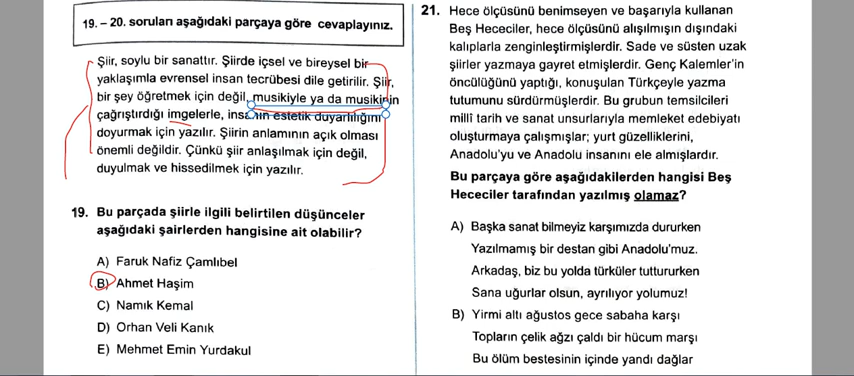 19. – 20. soruları aşağıdaki parçaya göre cevaplayınız.
Şiir, soylu bir sanattır. Şiirde içsel ve bireysel bir
yaklaşımla evrensel insan tecrübesi dile getirilir. Şiir,
bir şey öğretmek için değil, musikiyle ya da musikinin
çağrıştırdığı imgelerle, insanın estetik duyarlılığını
doyurmak için yazılır. Şiirin anlamının açık olması
önemli değildir. Çünkü şiir anlaşılmak için değil,
duyulmak ve hissedilmek için yazılır.
19. Bu parçada şiirle ilgili belirtilen düşünceler
aşağıdaki şairlerden hangisine ait olabilir?
A) Faruk Nafiz Çamlıbel
B) Ahmet Haşim
C) Namık Kemal
D) Orhan Veli Kanık
E) Mehmet Emin Yurdakul
21. Hece ölçüsünü benimseyen ve başarıyla kullanan
Beş Hececiler, hece ölçüsünü alışılmışın dışındaki
kalıplarla zenginleştirmişlerdir. Sade ve süsten uzak
şiirler yazmaya gayret etmişlerdir. Genç Kalemler'in
öncülüğünü yaptığı, konuşulan Türkçeyle yazma
tutumunu sürdürmüşlerdir. Bu grubun temsilcileri
millî tarih ve sanat unsurlarıyla memleket edebiyatı
oluşturmaya çalışmışlar; yurt güzelliklerini,
Anadolu'yu ve Anadolu insanını ele almışlardır.
Bu parçaya göre aşağıdakilerden hangisi Beş
Hececiler tarafından yazılmış olamaz?
A) Başka sanat bilmeyiz karşımızda dururken
Yazılmamış bir destan gibi Anadolu'muz.
Arkadaş, biz bu yolda türküler tuttururken
Sana uğurlar olsun, ayrılıyor yolumuz!
B) Yirmi altı ağustos gece sabaha karşı
Topların çelik ağzı çaldı bir hücum marşı
Bu ölüm bestesinin içinde yandı dağlar